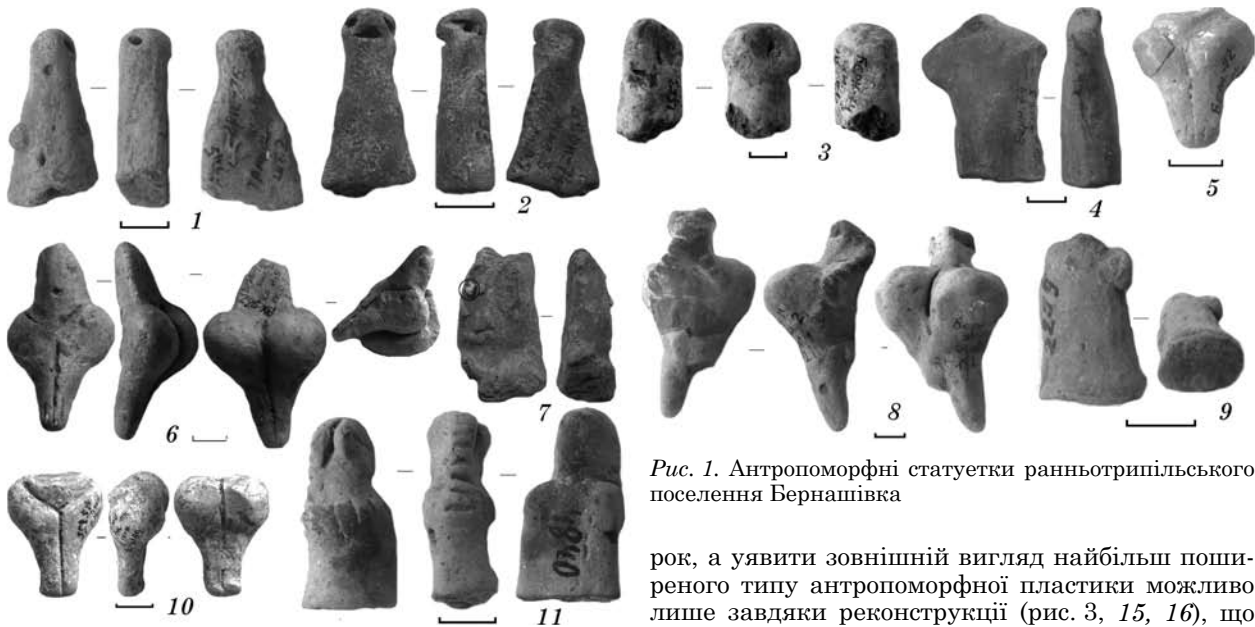 1
2
3
4
5
6
7
8
9
10
11
Рис. 1. Антропоморфні статуетки ранньотрипільського
поселення Бернашівка
рок, а уявити зовнішній вигляд найбільш поши-
реного типу антропоморфної пластики можливо
лише завдяки реконструкції (рис. 3, 15, 16), що